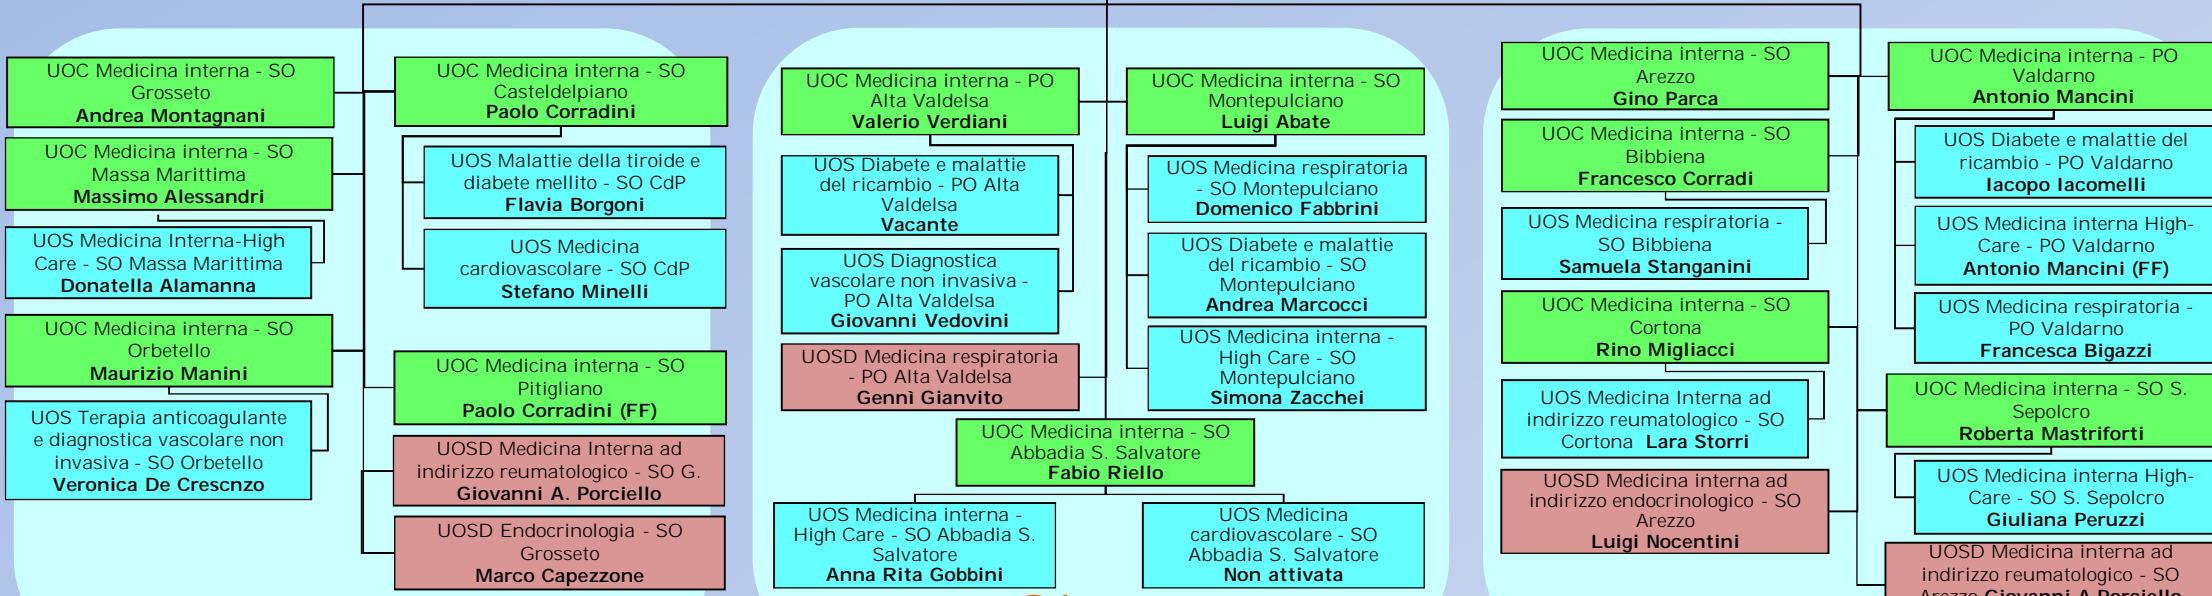 UOC Medicina interna - SO
Grosseto
Andrea Montagnani
UOC Medicina interna - SO
Massa Marittima
Massimo Alessandri
UOS Medicina Interna-High
Care - SO Massa Marittima
Donatella Alamanna
UOC Medicina interna - SO
Orbetello
Maurizio Manini
UOS Terapia anticoagulante
e diagnostica vascolare non
invasiva - SO Orbetello
Veronica De Crescnzo
UOC Medicina interna - SO
Casteldelpiano
Paolo Corradini
UOS Malattie della tiroide e
diabete mellito - SO CdP
Flavia Borgoni
UOS Medicina
cardiovascolare - SO CdP
Stefano Minelli
UOC Medicina interna - SO
Pitigliano
Paolo Corradini (FF)
UOSD Medicina Interna ad
indirizzo reumatologico - SO G.
Giovanni A. Porciello
UOSD Endocrinologia - SO
Grosseto
Marco Capezzone
UOC Medicina interna - PO
Alta Valdelsa
Valerio Verdiani
UOS Diabete e malattie
del ricambio - PO Alta
Valdelsa
Vacante
UOS Diagnostica
vascolare non invasiva -
PO Alta Valdelsa
Giovanni Vedovini
UOSD Medicina respiratoria
- PO Alta Valdelsa
Gennì Gianvito
UOC Medicina interna - SO
Montepulciano
Luigi Abate
UOS Medicina respiratoria
- SO Montepulciano
Domenico Fabbrini
UOS Diabete e malattie
del ricambio - SO
Montepulciano
Andrea Marcocci
UOS Medicina interna -
High Care - SO
Montepulciano
Simona Zacchei
UOC Medicina interna - SO
Abbadia S. Salvatore
Fabio Riello
UOS Medicina interna -
High Care - SO Abbadia S.
Salvatore
Anna Rita Gobbini
UOS Medicina
cardiovascolare - SO
Abbadia S. Salvatore
Non attivata
UOC Medicina interna - SO
Arezzo
Gino Parca
UOC Medicina interna - SO
Bibbiena
Francesco Corradi
UOS Medicina respiratoria -
SO Bibbiena
Samuela Stanganini
UOC Medicina interna - SO
Cortona
Rino Migliacci
UOS Medicina Interna ad
indirizzo reumatologico - SO
Cortona Lara Storri
UOSD Medicina interna ad
indirizzo endocrinologico - SO
Arezzo
Luigi Nocentini
UOC Medicina interna - PO
Valdarno
Antonio Mancini
UOS Diabete e malattie del
ricambio - PO Valdarno
Iacopo Iacomelli
UOS Medicina interna High-
Care - PO Valdarno
Antonio Mancini (FF)
UOS Medicina respiratoria -
PO Valdarno
Francesca Bigazzi
UOC Medicina interna - SO S.
Sepolcro
Roberta Mastriforti
UOS Medicina interna High-
Care - SO S. Sepolcro
Giuliana Peruzzi
UOSD Medicina interna ad
indirizzo reumatologico - SO
Arezzo Giovanni A Porciello